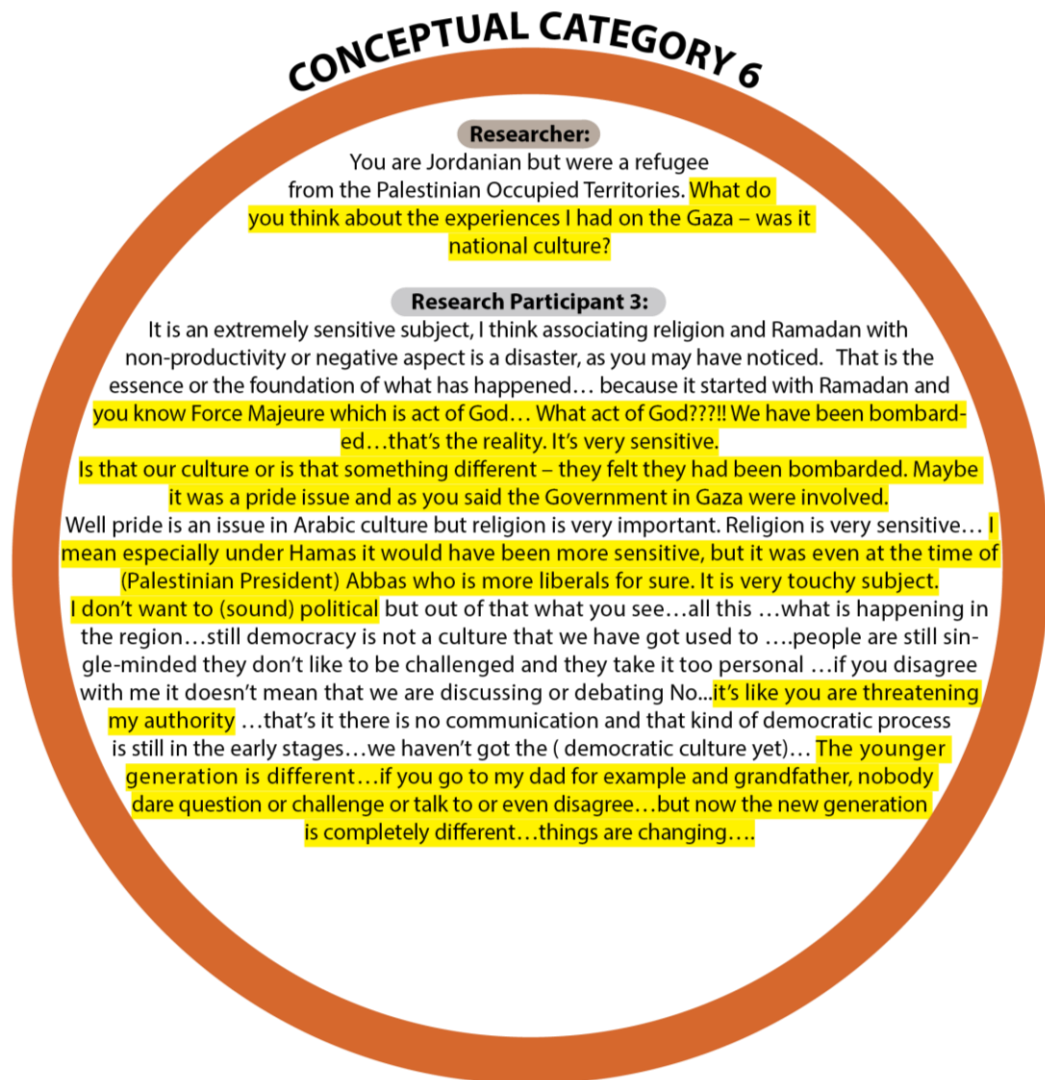 CONCEPTUAL CATEGORY 6
Researcher:
You are Jordanian but were a refugee
from the Palestinian Occupied Territories. What do
you think about the experiences I had on the Gaza – was it
national culture?
Research Participant 3:
It is an extremely sensitive subject, I think associating religion and Ramadan with
non-productivity or negative aspect is a disaster, as you may have noticed.  That is the
essence or the foundation of what has happened… because it started with Ramadan and
you know Force Majeure which is act of God… What act of God???!! We have been bombard-
ed…that’s the reality. It’s very sensitive.
Is that our culture or is that something different – they felt they had been bombarded. Maybe
it was a pride issue and as you said the Government in Gaza were involved.
Well pride is an issue in Arabic culture but religion is very important. Religion is very sensitive… I
mean especially under Hamas it would have been more sensitive, but it was even at the time of
(Palestinian President) Abbas who is more liberals for sure. It is very touchy subject.
I don’t want to (sound) political but out of that what you see…all this …what is happening in
the region…still democracy is not a culture that we have got used to ….people are still sin-
gle-minded they don’t like to be challenged and they take it too personal …if you disagree
with me it doesn’t mean that we are discussing or debating No...it’s like you are threatening
my authority …that’s it there is no communication and that kind of democratic process
is still in the early stages…we haven’t got the ( democratic culture yet)… The younger
generation is different…if you go to my dad for example and grandfather, nobody
dare question or challenge or talk to or even disagree…but now the new generation
is completely different…things are changing….